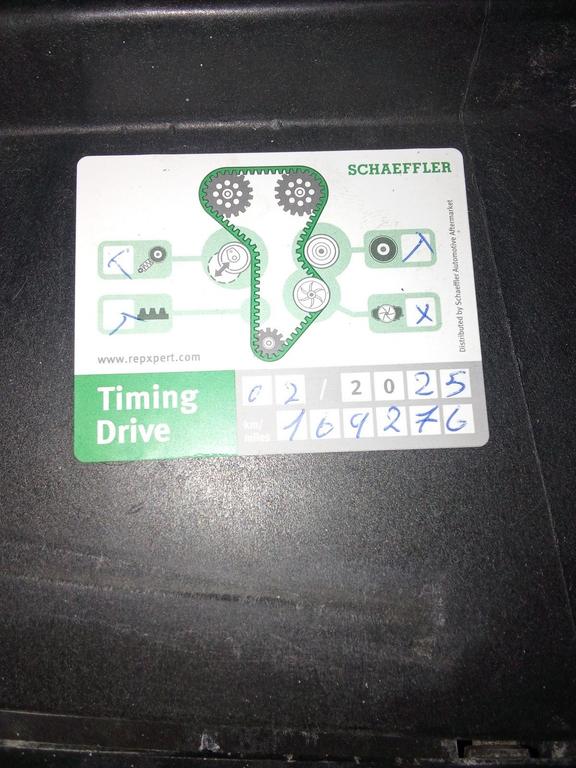 SCHAEFFLER
T
T
T
X
www.repxpert.com
Distributed by Schaeffler Automotive Aftermarket
Timing
Drive
02 / 2025
km/
miles
169276